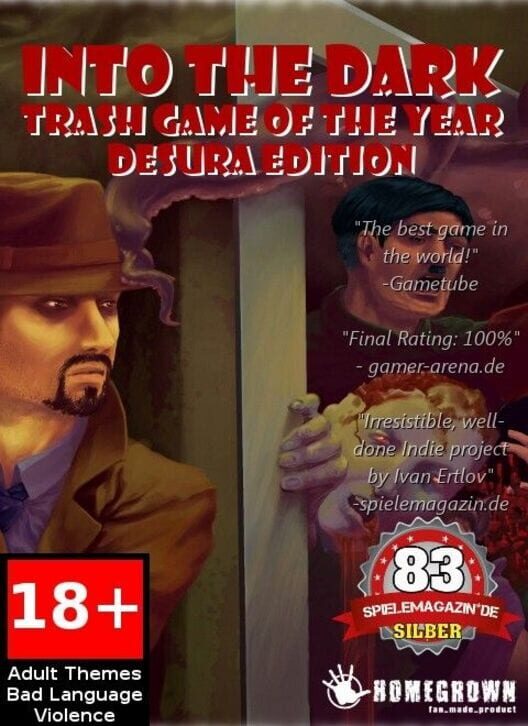 INTO THE DARK
TRASH GAME OF THE YEAR
DESURA EDITION
"The best game in
the world!"
-Gametube
"Final Rating: 100%"
- gamer-arena.de
"Irresistible, well-
done Indie project
by Ivan Ertlov"
-spielemagazin.de
83
SPIELEMAGAZIN*DE
SILBER
18+
Adult Themes
Bad Language
Violence
HOMEGROWN
fan_made_product